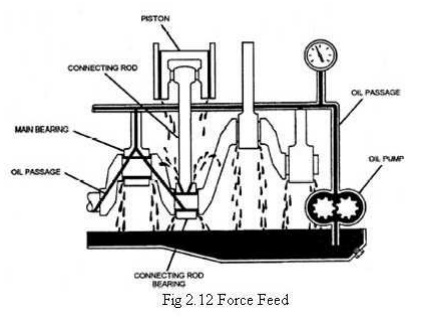 PISTON
CONNECTING ROD
OIL PASSAGE
MAIN BEARING
OIL PUMP
OIL PASSAGE
CONNECTING ROD
BEARING
Fig 2.12 Force Feed